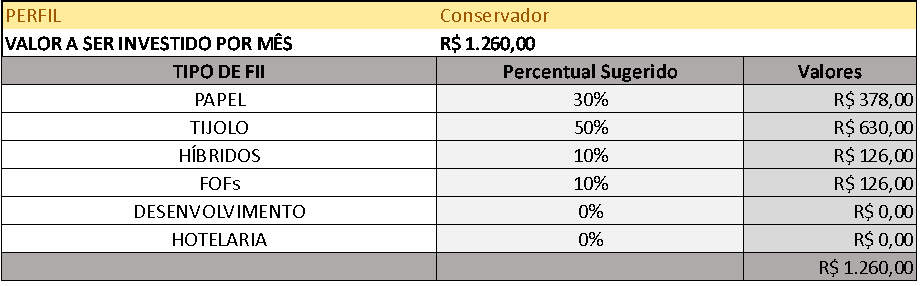 PERFIL Conservador
VALOR A SER INVESTIDO POR MÊS R$ 1.260,00
TIPO DE FII Percentual Sugerido Valores
PAPEL 30% R$ 378,00
TIJOLO 50% R$ 630,00
HÍBRIDOS 10% R$ 126,00
FOFs 10% R$ 126,00
DESENVOLVIMENTO 0% R$ 0,00
HOTELARIA 0% R$ 0,00
R$ 1.260,00